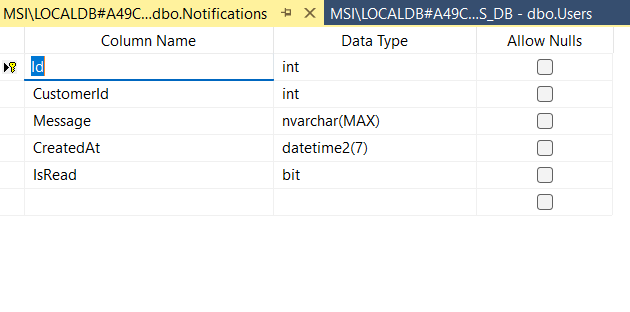 MSI\LOCALDB#A49C...dbo.Notifications MSI\LOCALDB#A49C...S_DB - dbo.Users
Column Name Data Type Allow Nulls
Id int
CustomerId int
Message nvarchar(MAX)
CreatedAt datetime2(7)
IsRead bit